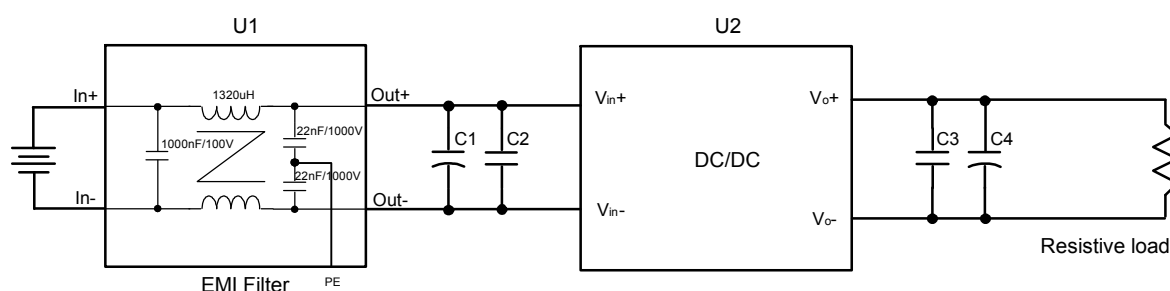 U1
U2
In+
1320uH
Out+
Vin+
Vo+
1000nF/100V
22nF/1000V
C1
C2
DC/DC
C3
C4
22nF/1000V
In-
Out-
Vin-
Vo-
Resistive load
EMI Filter
PE